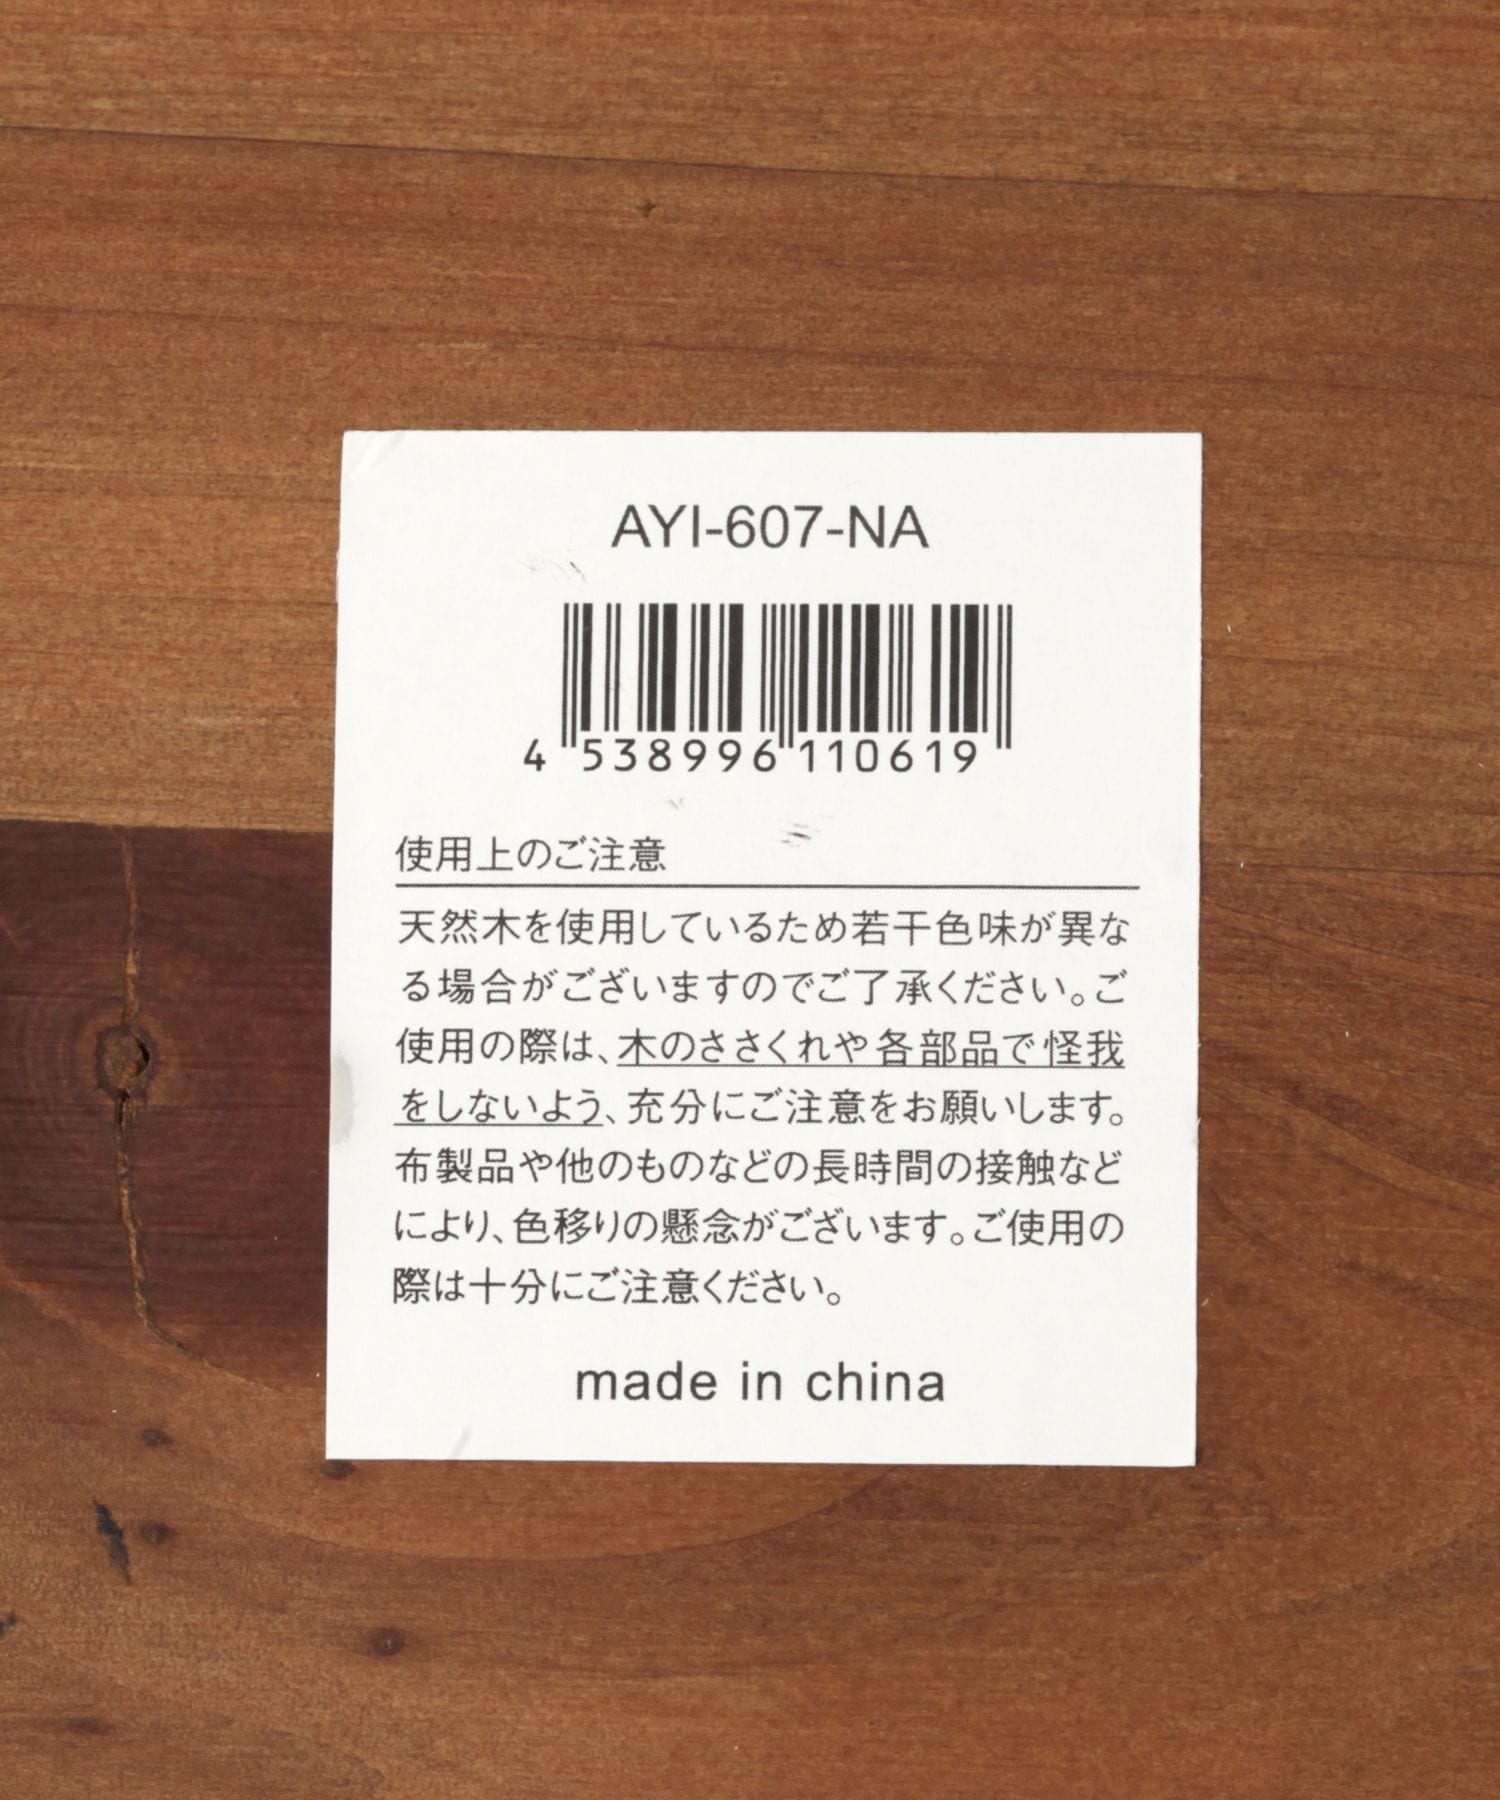 AYI-607-NA
4 538996 110619
使用上のご注意
天然木を使用しているため若干色味が異な
る場合がございますのでご了承ください。ご
使用の際は、木のささくれや各部品で怪我
をしないよう、充分にご注意をお願いします。
布製品や他のものなどの長時間の接触など
により、色移りの懸念がございます。ご使用の
際は十分にご注意ください。
made in china